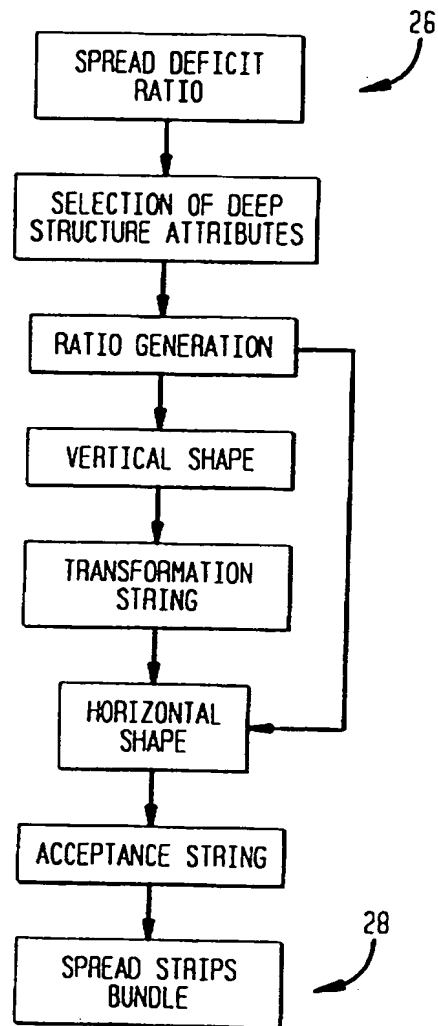 26
SPREAD DEFICIT
RATIO
SELECTION OF DEEP
STRUCTURE ATTRIBUTES
RATIO GENERATION
VERTICAL SHAPE
TRANSFORMATION
STRING
HORIZONTAL
SHAPE
ACCEPTANCE STRING
28
SPREAD STRIPS
BUNDLE